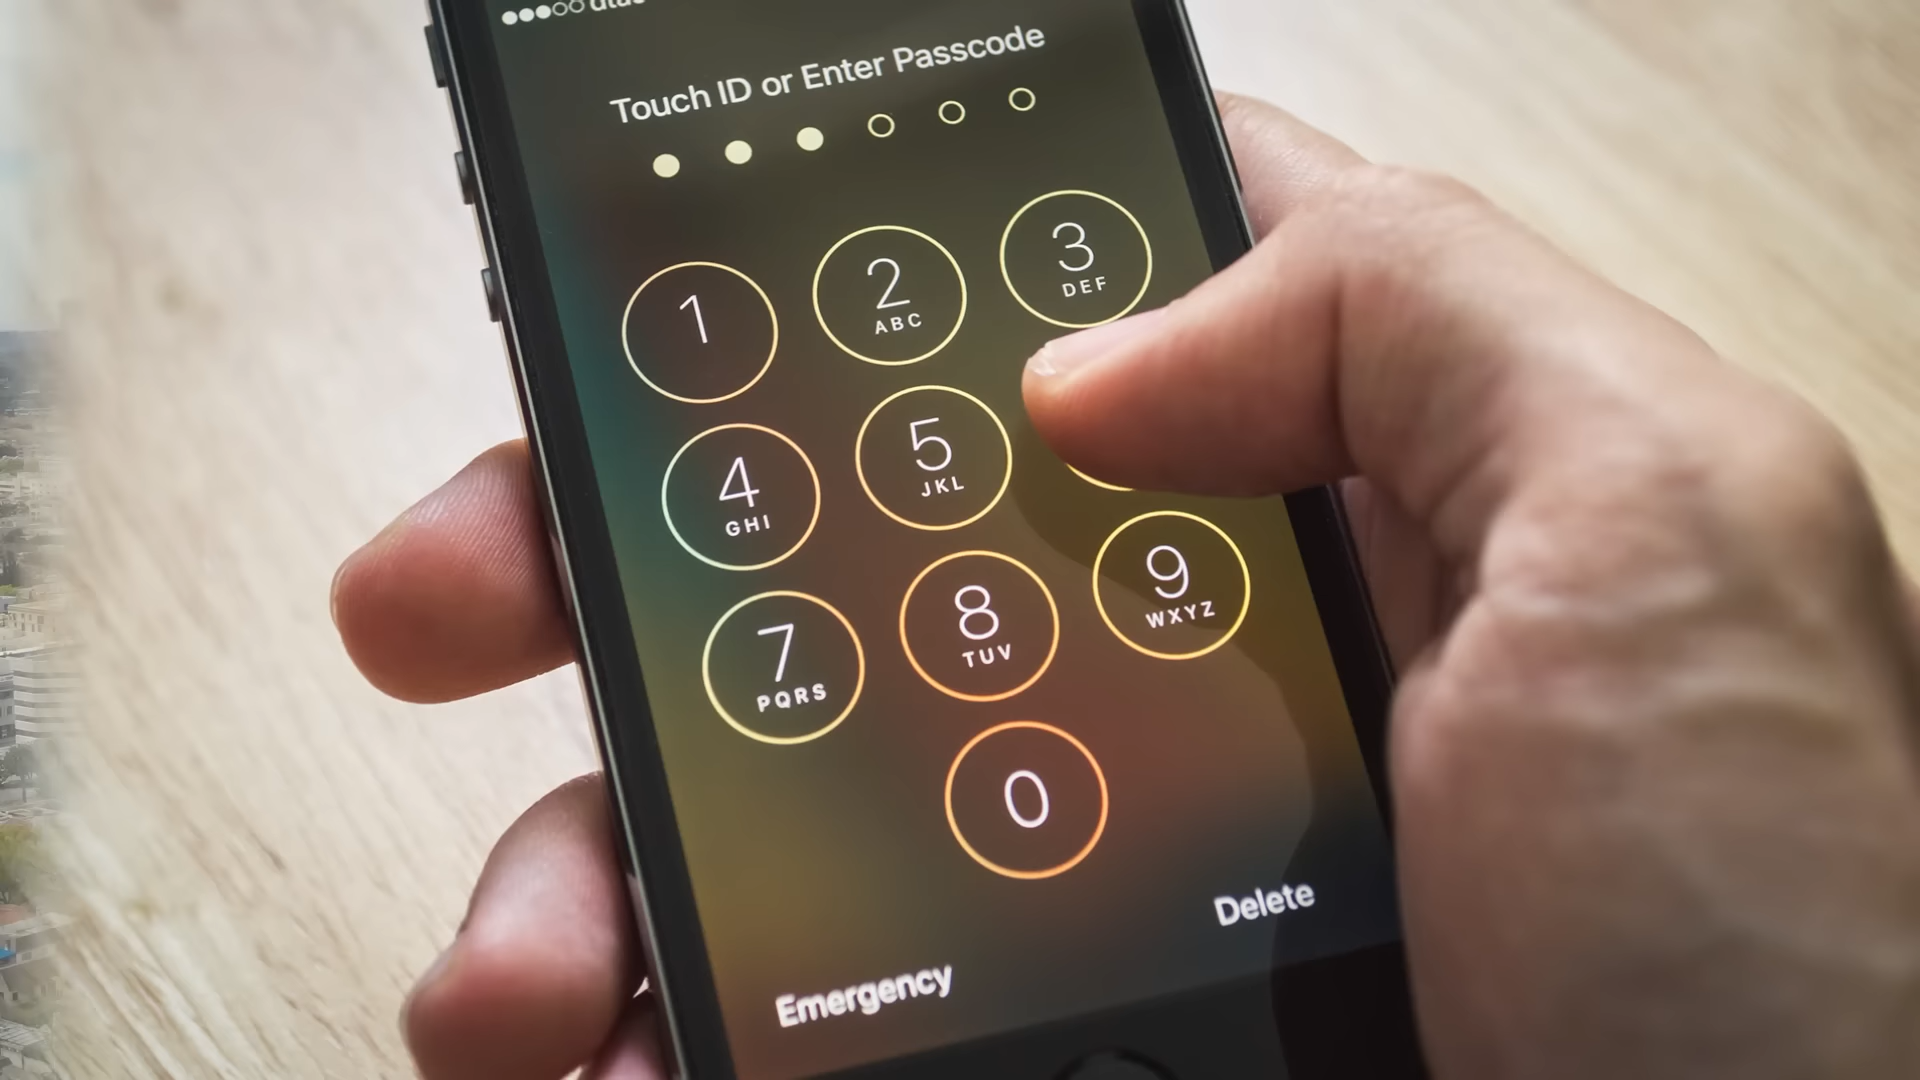 Touch ID or Enter Passcode
1
2
ABC
3
DEF
4
GHI
5
JKL
7
PQRS
8
TUV
9
WXYZ
0
Delete
Emergency